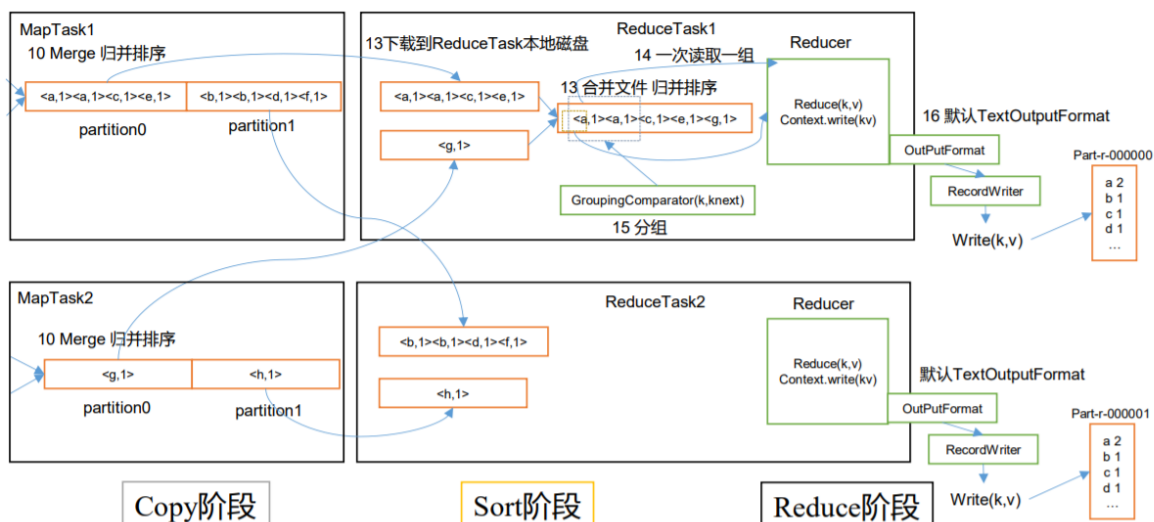 MapTask1
10 Merge 归并排序
<a,1><a,1><c,1><e,1>
<b,1><b,1><d,1><f,1>
partition0
partition1
ReduceTask1
13下载到ReduceTask本地磁盘
14 一次读取一组
Reducer
<a,1><a,1><c,1><e,1>
13 合并文件 归并排序
<a,1><a,1><c,1><e,1><g,1>
<g,1>
Reduce(k,v)
Context.write(kv)
GroupingComparator(k,knext)
15 分组
16 默认TextOutputFormat
OutPutFormat
RecordWriter
Write(k,v)
Part-r-000000
a 2
b 1
c 1
d 1
...
MapTask2
10 Merge 归并排序
<g,1>
<h,1>
partition0
partition1
ReduceTask2
Reducer
<b,1><b,1><d,1><f,1>
<h,1>
Reduce(k,v)
Context.write(kv)
默认TextOutputFormat
OutPutFormat
RecordWriter
Write(k,v)
Part-r-000001
a 2
b 1
c 1
d 1
...
Copy阶段
Sort阶段
Reduce阶段